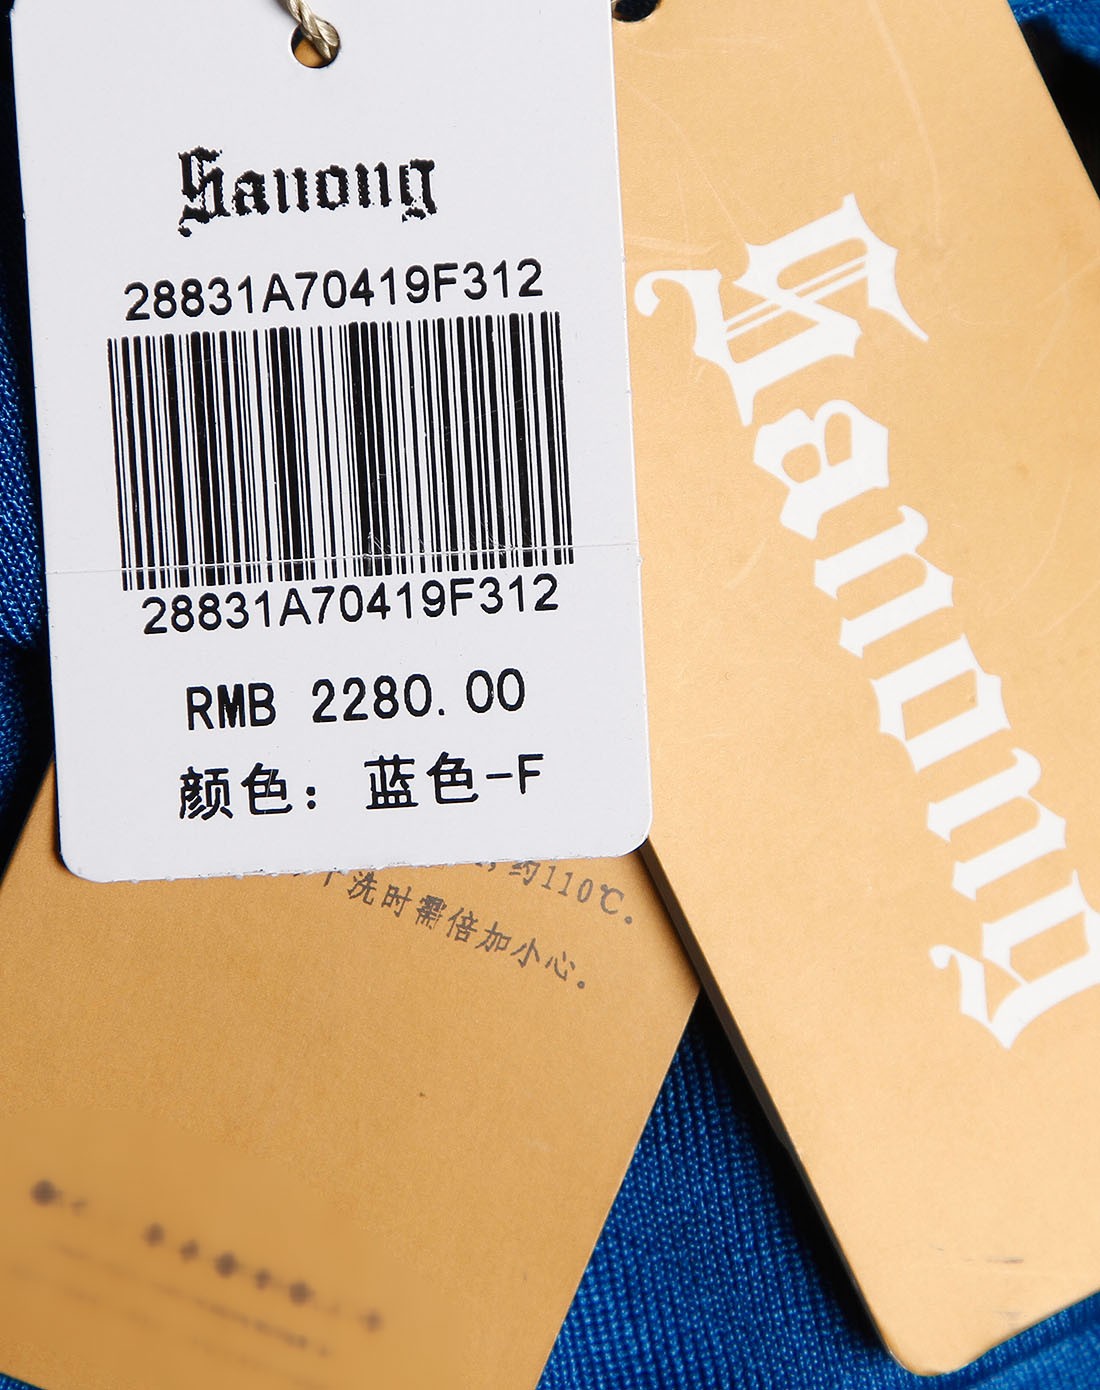 Sanong
28831A70419F312
28831A70419F312
RMB 2280.00
颜色：蓝色-F
约110℃。
洗时需倍加小心。
Sanong